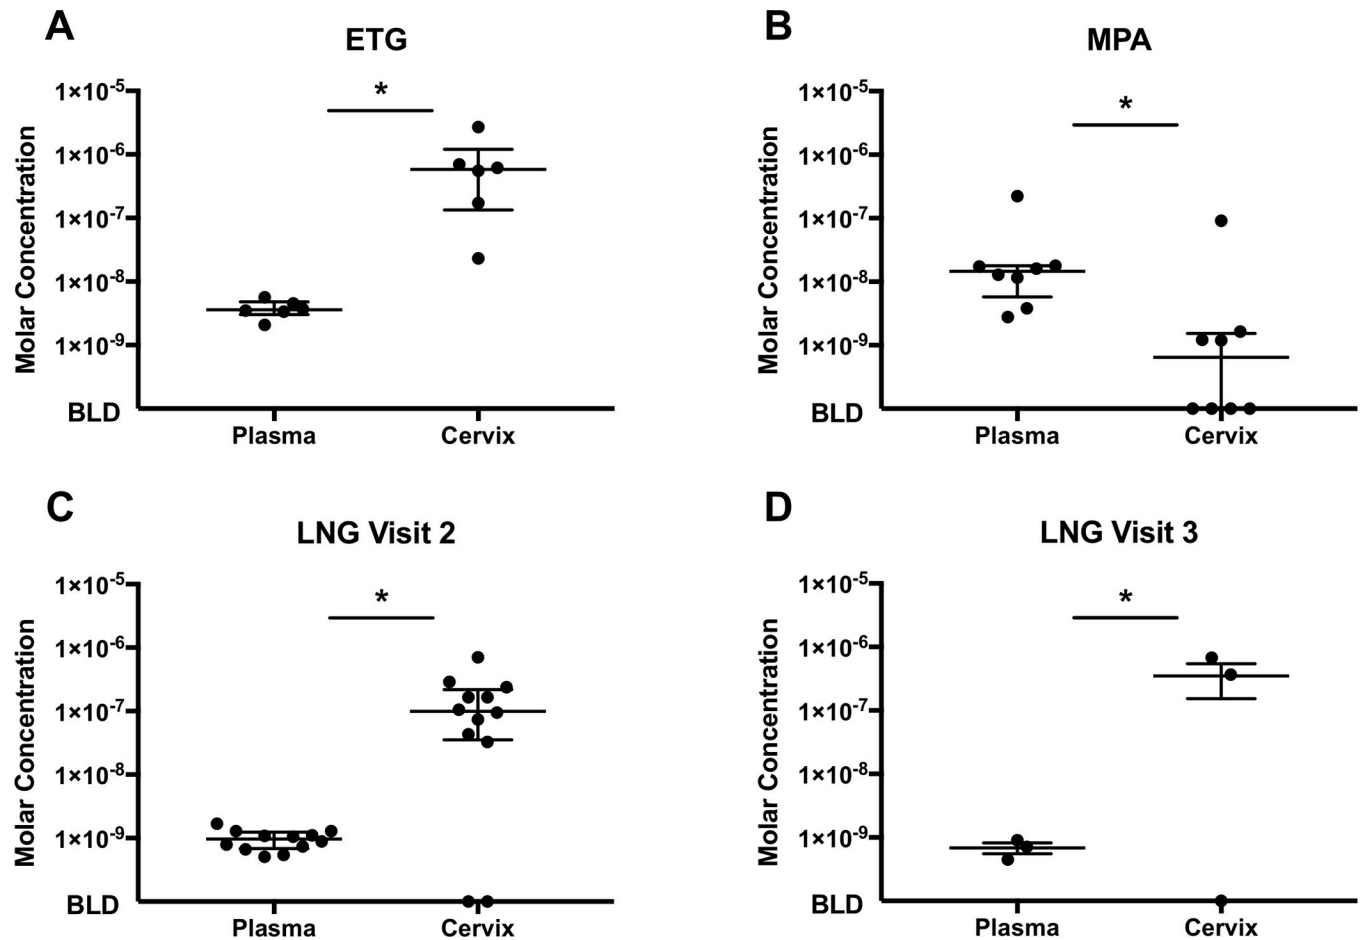 A
ETG
*
1×10-5
1×10-6
1×10-7
1×10-8
1×10-9
BLD
Molar Concentration
Plasma
Cervix
B
MPA
*
1×10-5
1×10-6
1×10-7
1×10-8
1×10-9
BLD
Molar Concentration
Plasma
Cervix
C
LNG Visit 2
*
1×10-5
1×10-6
1×10-7
1×10-8
1×10-9
BLD
Molar Concentration
Plasma
Cervix
D
LNG Visit 3
*
1×10-5
1×10-6
1×10-7
1×10-8
1×10-9
BLD
Molar Concentration
Plasma
Cervix